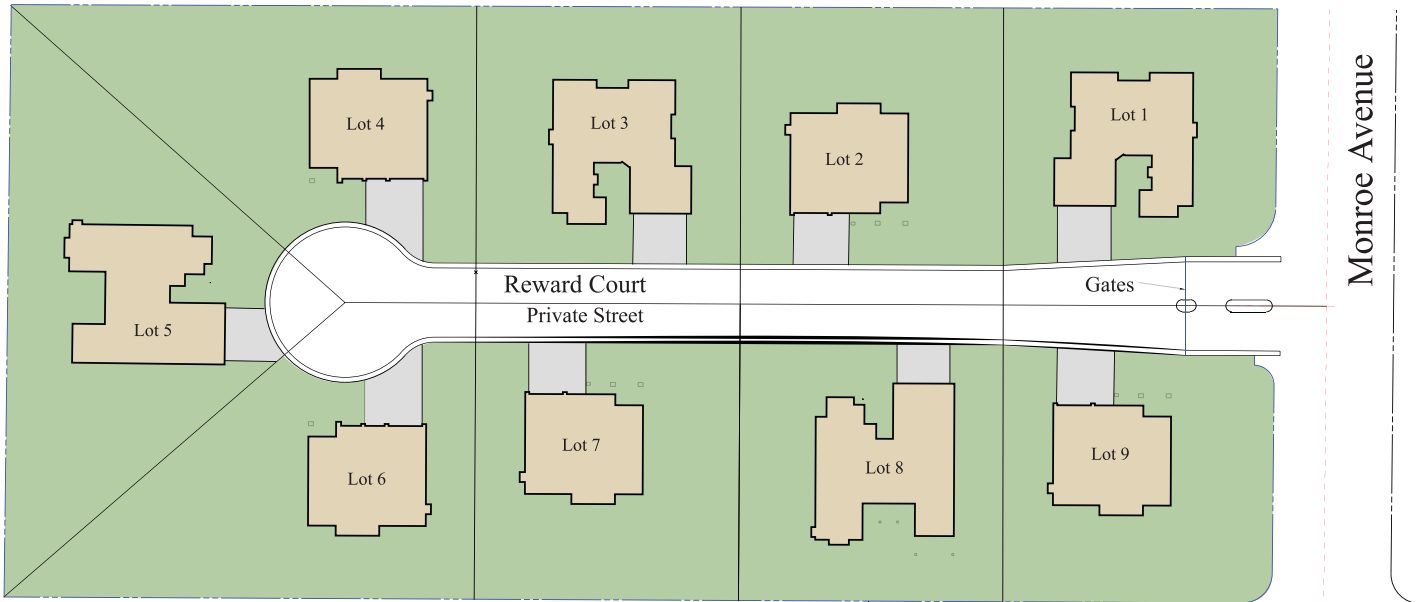 Lot 4
Lot 3
Lot 2
Lot 1
Monroe Avenue
Reward Court
Private Street
Gates
Lot 5
Lot 6
Lot 7
Lot 8
Lot 9